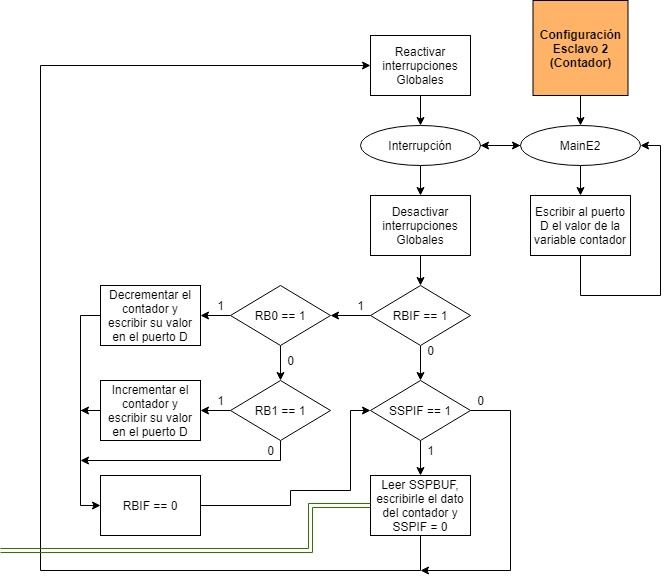 Configuración
Esclavo 2
(Contador)
Reactivar
interrupciones
Globales
Interrupción
MainE2
Desactivar
interrupciones
Globales
Escribir al puerto
D el valor de la
variable contador
Decrementar el
contador y
escribir su valor
en el puerto D
1
RB0 == 1
1
RBIF == 1
0
0
Incrementar el
contador y
escribir su valor
en el puerto D
1
RB1 == 1
SSPIF == 1
0
0
1
RBIF == 0
Leer SSPBUF,
escribirle el dato
del contador y
SSPIF = 0